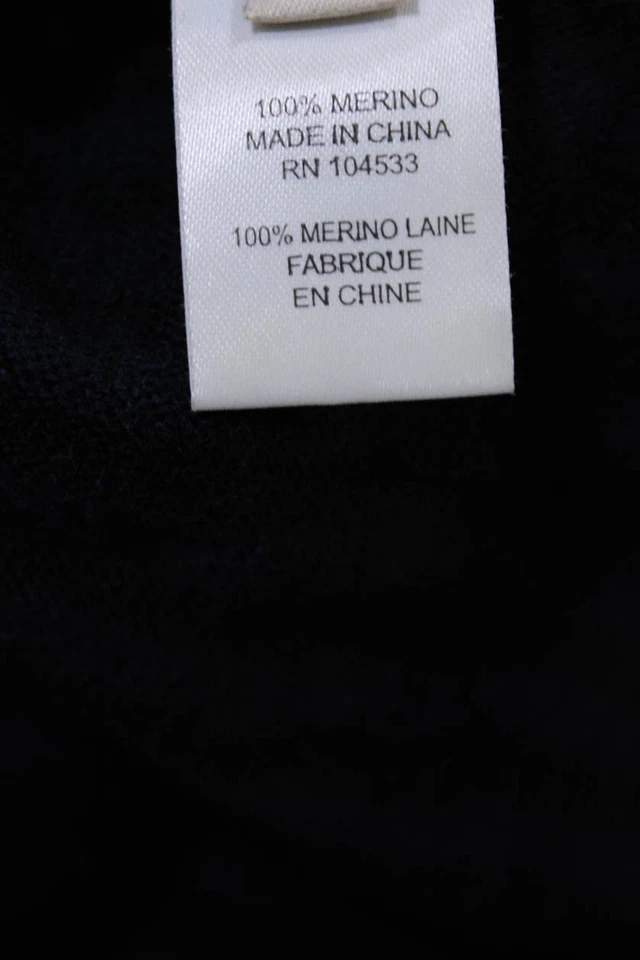 100% MERINO
MADE IN CHINA
RN 104533
100% MERINO LAINE
FABRIQUE
EN CHINE